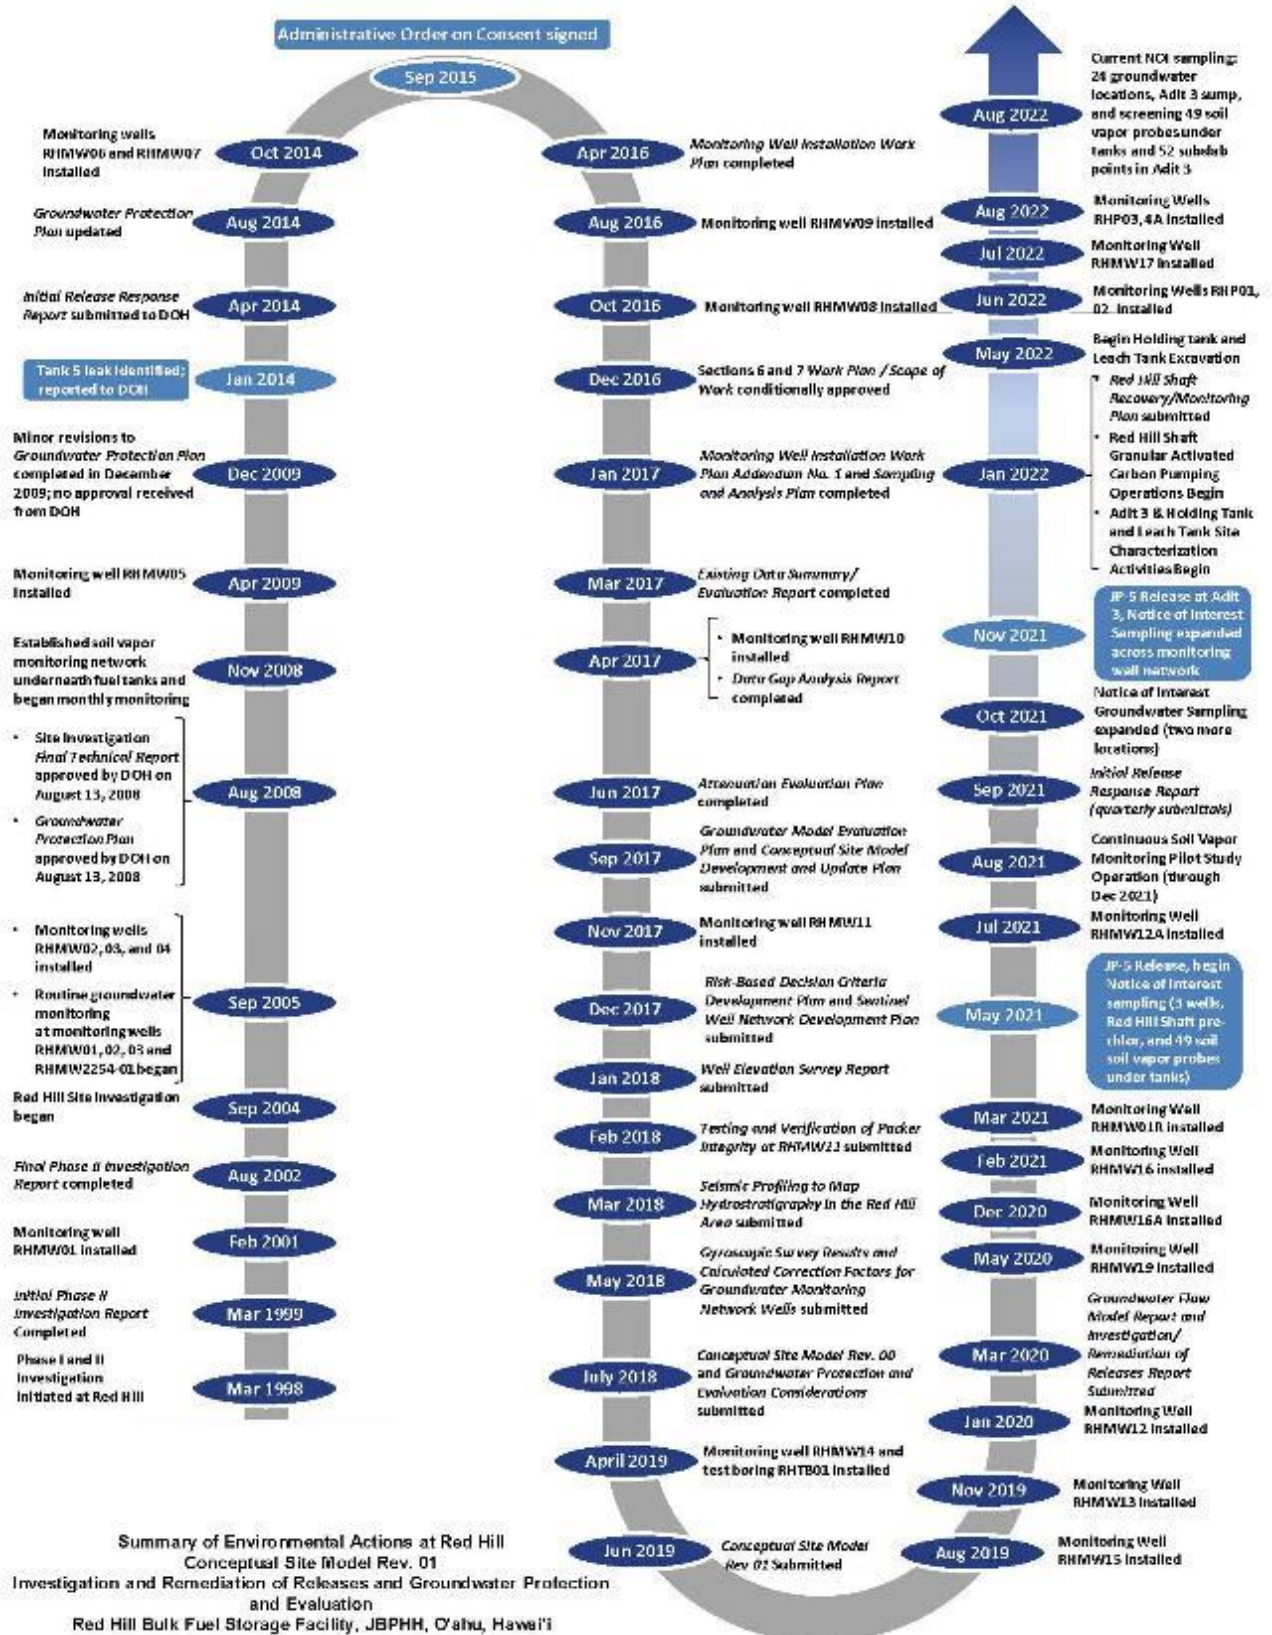 Administrative Order on Consent signed
Sep 2015
Monitoring wells
RHMW06 and RHMW07
Installed
Oct 2014
Groundwater Protection
Plan updated
Aug 2014
Initial Release Response
Report submitted to DOH
Apr 2014
Tank 5 leak identified;
reported to DOH
Jan 2014
Minor revisions to
Groundwater Protection Plan
completed in December
2009; no approval received
from DOH
Dec 2009
Monitoring well RHMW05
Installed
Apr 2009
Established soil vapor
monitoring network
underneath fuel tanks and
began monthly monitoring
Nov 2008
• Site Investigation
Final Technical Report
approved by DOH on
August 13, 2008
• Groundwater
Protection Plan
approved by DOH on
August 13, 2008
Aug 2008
• Monitoring wells
RHMW02, 03, and 04
installed
• Routine groundwater
monitoring
at monitoring wells
RHMW01, 02, 03 and
RHMW2254-01 began
Sep 2005
Red Hill Site Investigation
began
Sep 2004
Final Phase II Investigation
Report completed
Aug 2002
Monitoring well
RHMW01 installed
Feb 2001
Initial Phase II
Investigation Report
Completed
Mar 1999
Phase I and II
Investigation
Initiated at Red Hill
Mar 1998
Apr 2016
Monitoring Well Installation Work
Plan completed
Aug 2016
Monitoring well RHMW09 installed
Oct 2016
Monitoring well RHMW08 Installed
Dec 2016
Sections 6 and 7 Work Plan / Scope of
Work conditionally approved
Jan 2017
Monitoring Well Installation Work
Plan Addendum No. 1 and Sampling
and Analysis Plan completed
Mar 2017
Existing Data Summary/
Evaluation Report completed
Apr 2017
• Monitoring well RHMW10
installed
• Data Gap Analysis Report
completed
Jun 2017
Attenuation Evaluation Plan
completed
Sep 2017
Groundwater Model Evaluation
Plan and Conceptual Site Model
Development and Update Plan
submitted
Nov 2017
Monitoring well RHMW11
installed
Dec 2017
Risk-Based Decision Criteria
Development Plan and Sentinel
Well Network Development Plan
submitted
Jan 2018
Well Elevation Survey Report
submitted
Feb 2018
Testing and Verification of Packer
Integrity at RHMW11 submitted
Mar 2018
Seismic Profiling to Map
Hydrostratigraphy in the Red Hill
Area submitted
May 2018
Gyroscopic Survey Results and
Calculated Correction Factors for
Groundwater Monitoring
Network Wells submitted
July 2018
Conceptual Site Model Rev. 00
and Groundwater Protection and
Evaluation Considerations
submitted
April 2019
Monitoring well RHMW14 and
test boring RHTB01 Installed
Jun 2019
Conceptual Site Model
Rev 01 Submitted
Aug 2022
Current NOI sampling:
24 groundwater
locations, Adit 3 sump,
and screening 49 soil
vapor probes under
tanks and 52 subslab
points in Adit 3
Aug 2022
Monitoring Wells
RHP03, 4A Installed
Jul 2022
Monitoring Well
RHMW17 Installed
Jun 2022
Monitoring Wells RHP01,
02 installed
May 2022
Begin Holding tank and
Leach Tank Excavation
Jan 2022
• Red Hill Shaft
Recovery/Monitoring
Plan submitted
• Red Hill Shaft
Granular Activated
Carbon Pumping
Operations Begin
• Adit 3 & Holding Tank
and Leach Tank Site
Characterization
Activities Begin
Nov 2021
JP-5 Release at Adit
3, Notice of Interest
Sampling expanded
across monitoring
well network
Oct 2021
Notice of Interest
Groundwater Sampling
expanded (two more
locations)
Sep 2021
Initial Release
Response Report
(quarterly submittals)
Aug 2021
Continuous Soil Vapor
Monitoring Pilot Study
Operation (through
Dec 2021)
Jul 2021
Monitoring Well
RHMW12A Installed
May 2021
JP-5 Release, begin
Notice of Interest
sampling (3 wells,
Red Hill Shaft pre-
chlor, and 49 soil
soil vapor probes
under tanks)
Mar 2021
Monitoring Well
RHMW01R installed
Feb 2021
Monitoring Well
RHMW16 installed
Dec 2020
Monitoring Well
RHMW16A Installed
May 2020
Monitoring Well
RHMW19 Installed
Mar 2020
Groundwater Flow
Model Report and
Investigation/
Remediation of
Releases Report
Submitted
Jan 2020
Monitoring Well
RHMW12 Installed
Nov 2019
Monitoring Well
RHMW13 Installed
Aug 2019
Monitoring Well
RHMW15 Installed
Summary of Environmental Actions at Red Hill
Conceptual Site Model Rev. 01
Investigation and Remediation of Releases and Groundwater Protection
and Evaluation
Red Hill Bulk Fuel Storage Facility, JBPHH, O'ahu, Hawai'i